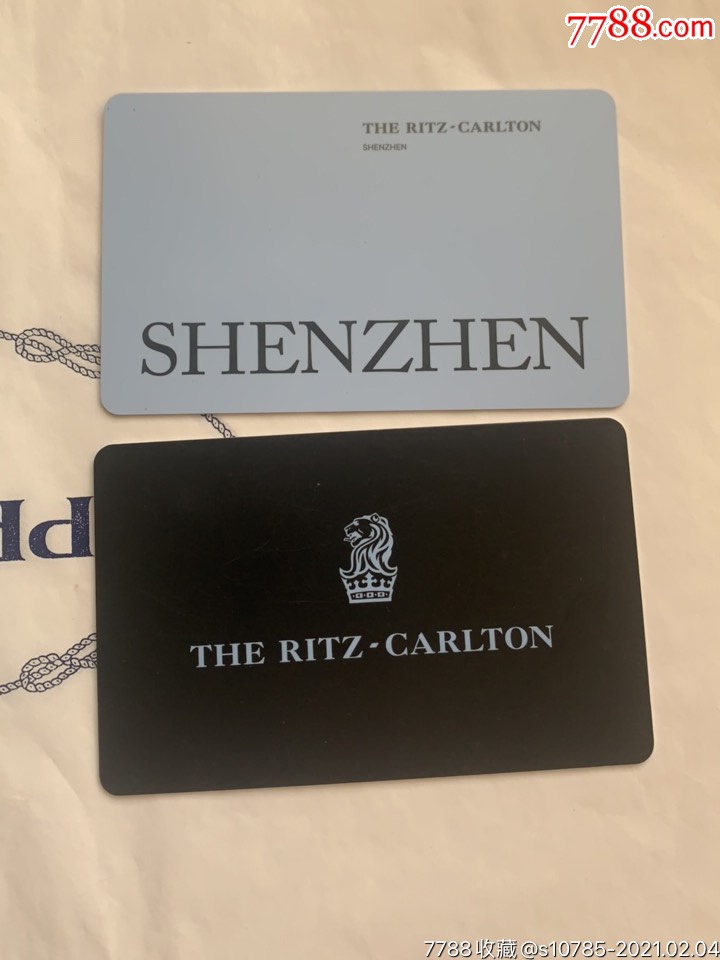 7788.com
THE RITZ-CARLTON
SHENZHEN
SHENZHEN
THE RITZ-CARLTON
7788收藏@s10785-2021.02.04